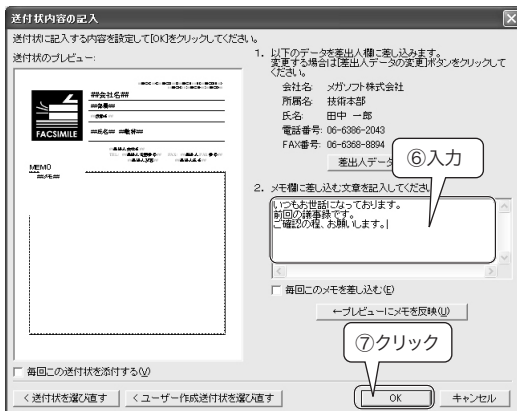 送付状内容の記入
送付状に記入する内容を設定して[OK]をクリックしてください。
送付状のプレビュー:
##会社名##
##部署##
##氏名## ##敬称##
FACSIMILE
MEMO
##メモ##
毎回この送付状を添付する(V)
1. 以下のデータを差出人欄に差し込みます。
変更する場合は[差出人データの変更]ボタンをクリックして
ください。
会社名: メガソフト株式会社
所属名: 技術本部
氏名: 田中 一郎
電話番号: 06-6386-2043
FAX番号: 06-6368-8894
差出人データ
⑥入力
2. メモ欄に差し込む文章を記入してくださ
いつもお世話になっております。
前回の議事録です。
ご確認の程、お願いします。
毎回このメモを差し込む(E)
←プレビューにメモを反映(U)
⑦クリック
< 送付状を選び直す
< ユーザー作成送付状を選び直す
OK
キャンセル